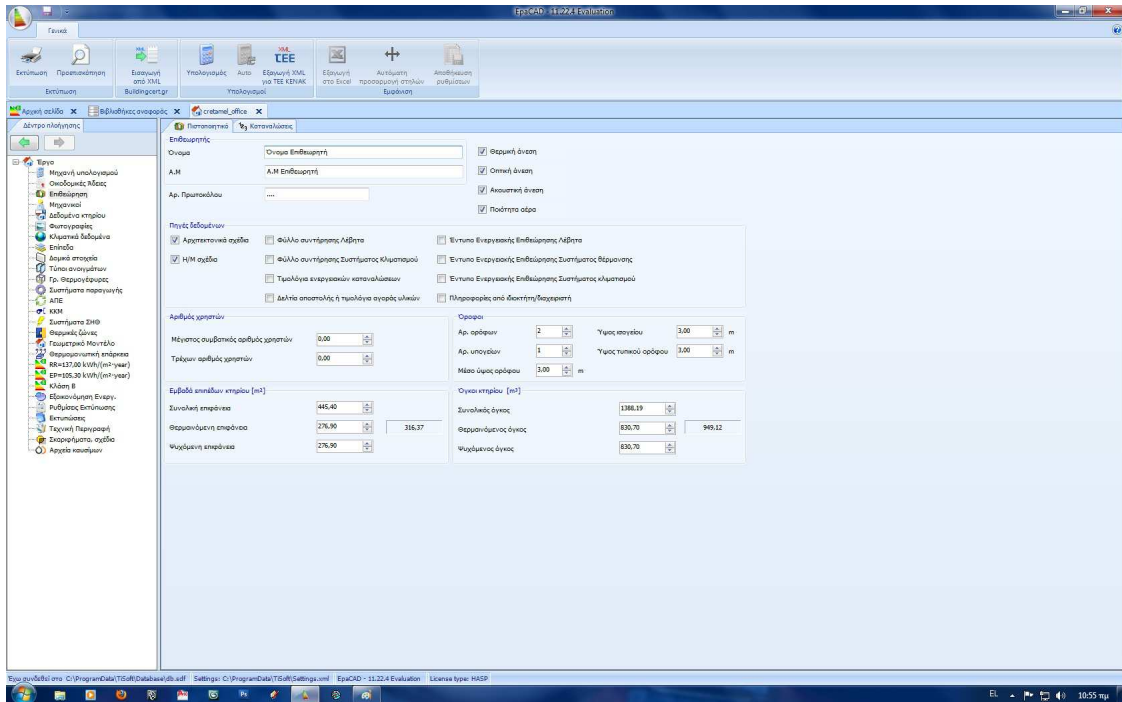 EpaCAD - 11.22.4 Evaluation
Γενικά
Εκτύπωση
Προεπισκόπηση
Εισαγωγή από XML
Υπολογισμός
Auto
Εξαγωγή XML για ΤΕΕ ΚΕΝΑΚ
Εξαγωγή στο Excel
Αυτόματη προσαρμογή στηλών
Αποθήκευση ρυθμίσεων
Εκτύπωση
Buildingcert.gr
Υπολογισμοί
Εμφάνιση
Αρχική σελίδα
Βιβλιοθήκες αναφοράς
cretamel_office
Δέντρο πλοήγησης
Έργο
Μηχανή υπολογισμού
Οικοδομικές Άδειες
Επιθεώρηση
Μηχανικοί
Δεδομένα κτηρίου
Φωτογραφίες
Κλιματικά δεδομένα
Επίπεδα
Δομικά στοιχεία
Τύποι ανοιγμάτων
Γρ. Θερμογέφυρες
Συστήματα παραγωγής
ΑΠΕ
ΚΚΜ
Συστήματα ΣΗΘ
Θερμικές ζώνες
Γεωμετρικό Μοντέλο
Θερμομονωτική επάρκεια
RR=137,00 kWh/(m²·year)
EP=105,30 kWh/(m²·year)
Κλάση Β
Εξοικονόμηση Ενεργ.
Ρυθμίσεις Εκτύπωσης
Εκτυπώσεις
Τεχνική Περιγραφή
Σκαριφήματα, σχέδια
Αρχεία καυσίμων
Πιστοποιητικό
Καταναλώσεις
Επιθεωρητής
Όνομα
Όνομα Επιθεωρητή
Α.Μ
Α.Μ Επιθεωρητή
Αρ. Πρωτοκόλου
....
Θερμική άνεση
Οπτική άνεση
Ακουστική άνεση
Ποιότητα αέρα
Πηγές δεδομένων
Αρχιτεκτονικά σχέδια
Φύλλο συντήρησης Λέβητα
Έντυπο Ενεργειακής Επιθεώρησης Λέβητα
Η/Μ σχέδια
Φύλλο συντήρησης Συστήματος Κλιματισμού
Έντυπο Ενεργειακής Επιθεώρησης Συστήματος θέρμανσης
Τιμολόγια ενεργειακών καταναλώσεων
Έντυπο Ενεργειακής Επιθεώρησης Συστήματος κλιματισμού
Δελτία αποστολής ή τιμολόγια αγοράς υλικών
Πληροφορίες από ιδιοκτήτη/διαχειριστή
Αριθμός χρηστών
Μέγιστος συμβατικός αριθμός χρηστών 0,00
Τρέχων αριθμός χρηστών 0,00
Όροφοι
Αρ. ορόφων 2 Ύψος ισογείου 3,00 m
Αρ. υπογείων 1 Ύψος τυπικού ορόφου 3,00 m
Μέσο ύψος ορόφου 3,00 m
Εμβαδά επιπέδων κτηρίου [m²]
Συνολική επιφάνεια 445,40
Θερμαινόμενη επιφάνεια 276,90 316,37
Ψυχόμενη επιφάνεια 276,90
Όγκοι κτηρίου [m³]
Συνολικός όγκος 1388,19
Θερμαινόμενος όγκος 830,70 949,12
Ψυχόμενος όγκος 830,70
Έχω συνδεθεί στο C:\ProgramData\TiSoft\Database\db.sdf Settings: C:\ProgramData\TiSoft\Settings.xml EpaCAD - 11.22.4 Evaluation License type: HASP
EL 10:55 πμ